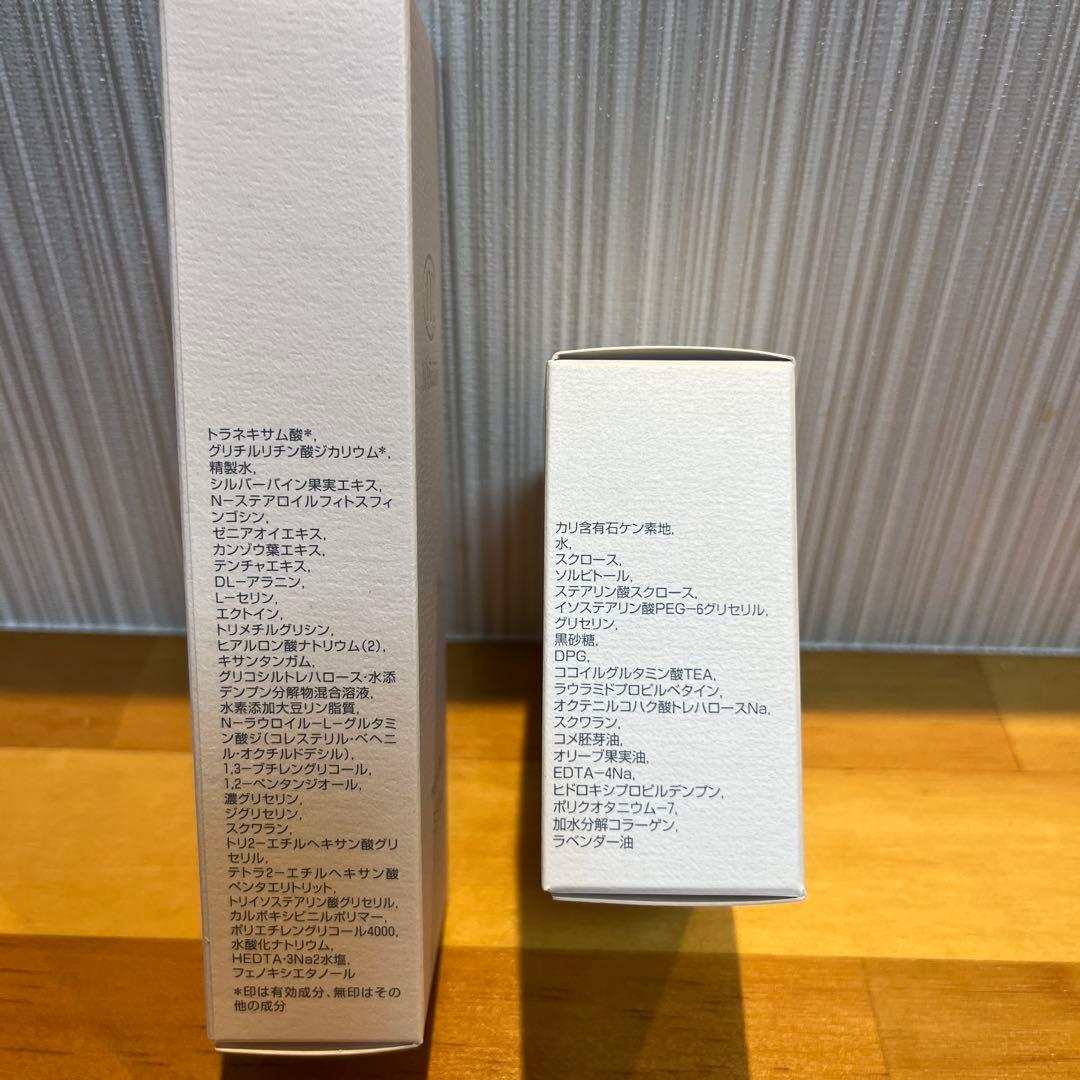 トラネキサム酸*,
グリチルリチン酸ジカリウム*,
精製水,
シルバーバイン果実エキス,
N-ステアロイルフィトスフィ
ンゴシン,
ゼニアオイエキス,
カンゾウ葉エキス,
テンチャエキス,
DL-アラニン,
L-セリン,
エクトイン,
トリメチルグリシン,
ヒアルロン酸ナトリウム(2),
キサンタンガム,
グリコシルトレハロース・水添
デンプン分解物混合溶液,
水素添加大豆リン脂質,
N-ラウロイル-L-グルタミ
ン酸ジ(コレステリル・ベヘニ
ル・オクチルドデシル),
1,3-ブチレングリコール,
1,2-ペンタンジオール,
濃グリセリン,
ジグリセリン,
スクワラン,
トリ2-エチルヘキサン酸グリ
セリル,
テトラ2-エチルヘキサン酸
ペンタエリトリット,
トリイソステアリン酸グリセリル,
カルボキシビニルポリマー,
ポリエチレングリコール4000,
水酸化ナトリウム,
HEDTA・3Na2水塩,
フェノキシエタノール
*印は有効成分、無印はそ
の他の成分
カリ含有石ケン素地,
水,
スクロース,
ソルビトール,
ステアリン酸スクロース,
イソステアリン酸PEG-6グリセリル,
グリセリン,
黒砂糖,
DPG,
ココイルグルタミン酸TEA,
ラウラミドプロピルベタイン,
オクテニルコハク酸トレハロースNa,
スクワラン,
コメ胚芽油,
オリーブ果実油,
EDTA-4Na,
ヒドロキシプロピルデンプン,
ポリクオタニウム-7,
加水分解コラーゲン,
ラベンダー油